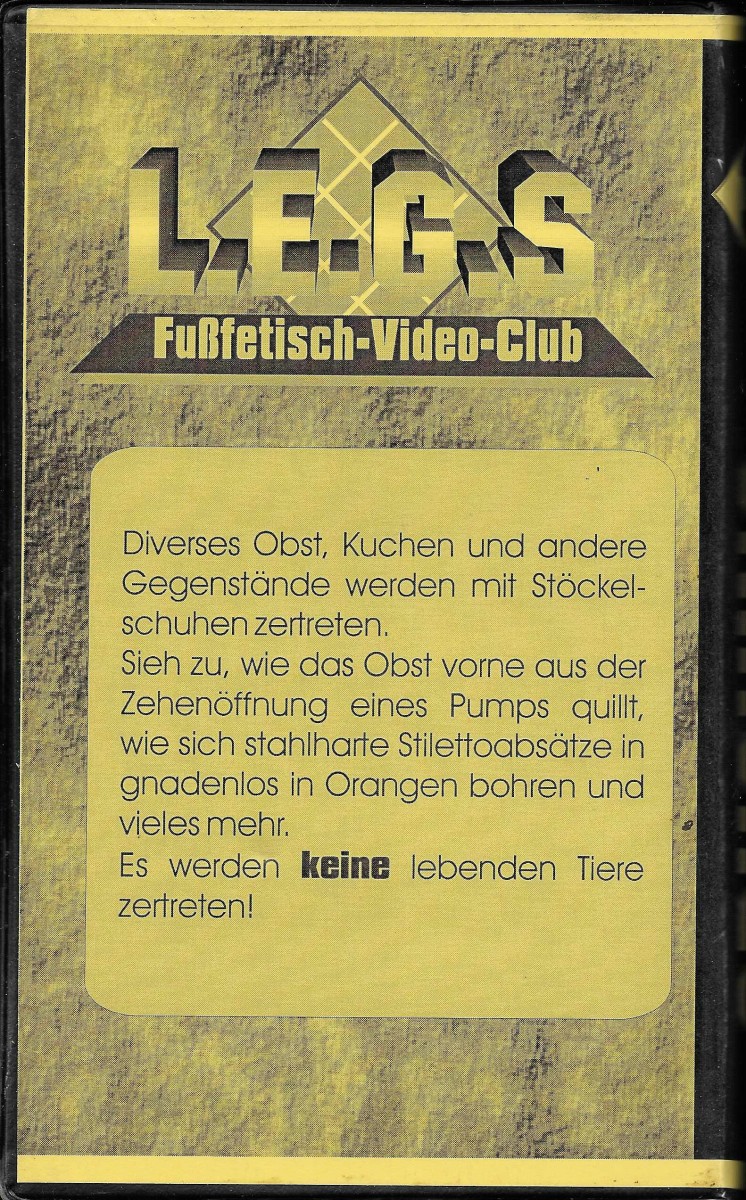 L.E.G.S
Fußfetisch-Video-Club
Diverses Obst, Kuchen und andere
Gegenstände werden mit Stöckel-
schuhen zertreten.
Sieh zu, wie das Obst vorne aus der
Zehenöffnung eines Pumps quillt,
wie sich stahlharte Stilettoabsätze in
gnadenlos in Orangen bohren und
vieles mehr.
Es werden keine lebenden Tiere
zertreten!